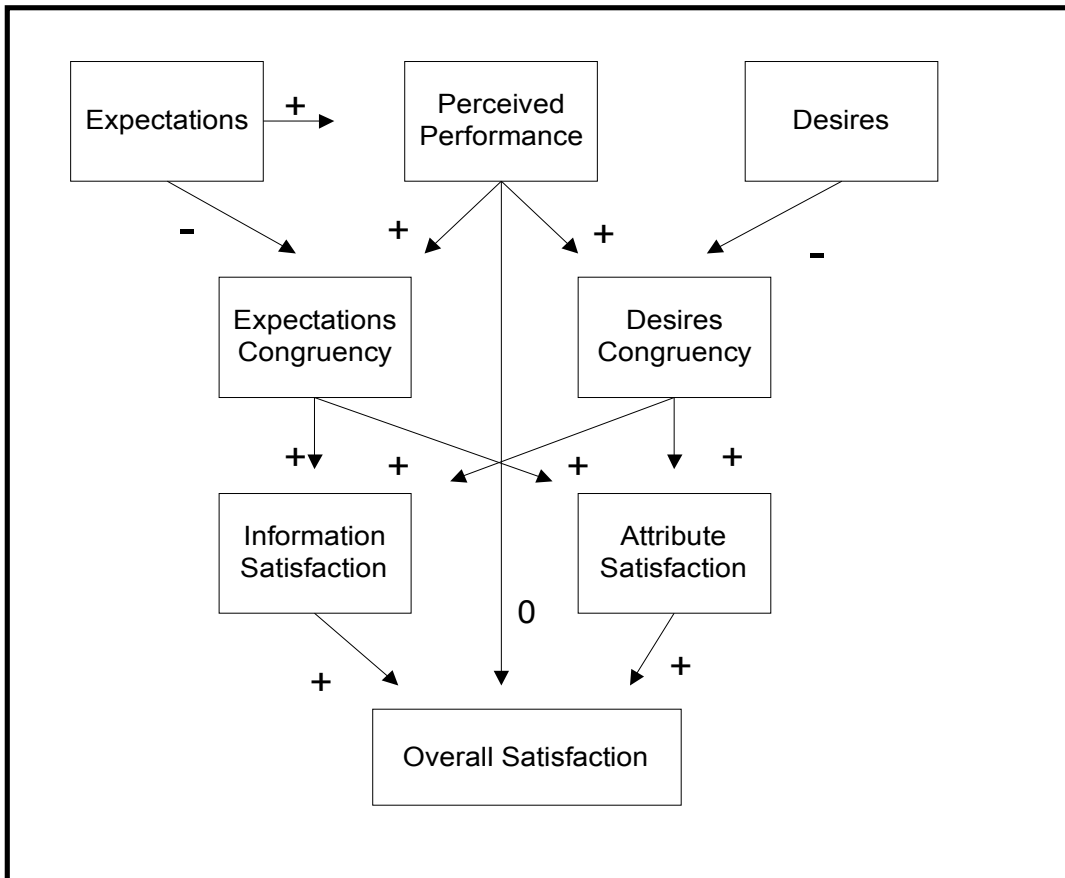 Expectations
+
Perceived
Performance
Desires
-
+
+
-
Expectations
Congruency
Desires
Congruency
+
+
+
+
Information
Satisfaction
Attribute
Satisfaction
0
+
+
Overall Satisfaction